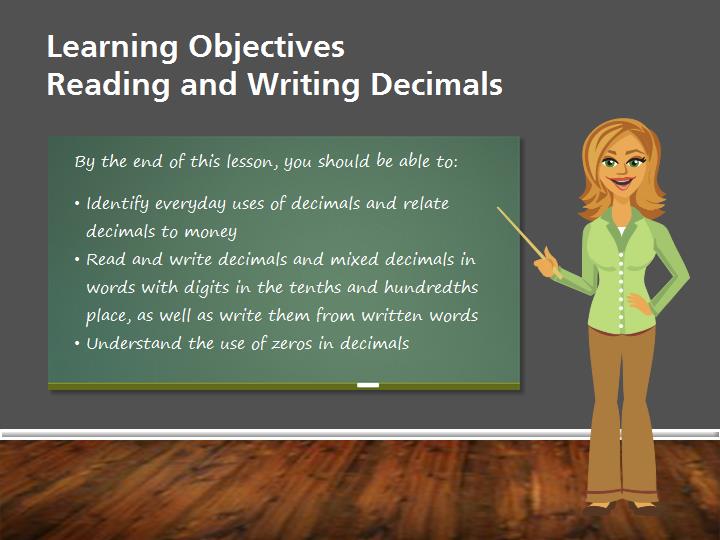 Learning Objectives
Reading and Writing Decimals
By the end of this lesson, you should be able to:
• Identify everyday uses of decimals and relate
decimals to money
• Read and write decimals and mixed decimals in
words with digits in the tenths and hundredths
place, as well as write them from written words
• Understand the use of zeros in decimals